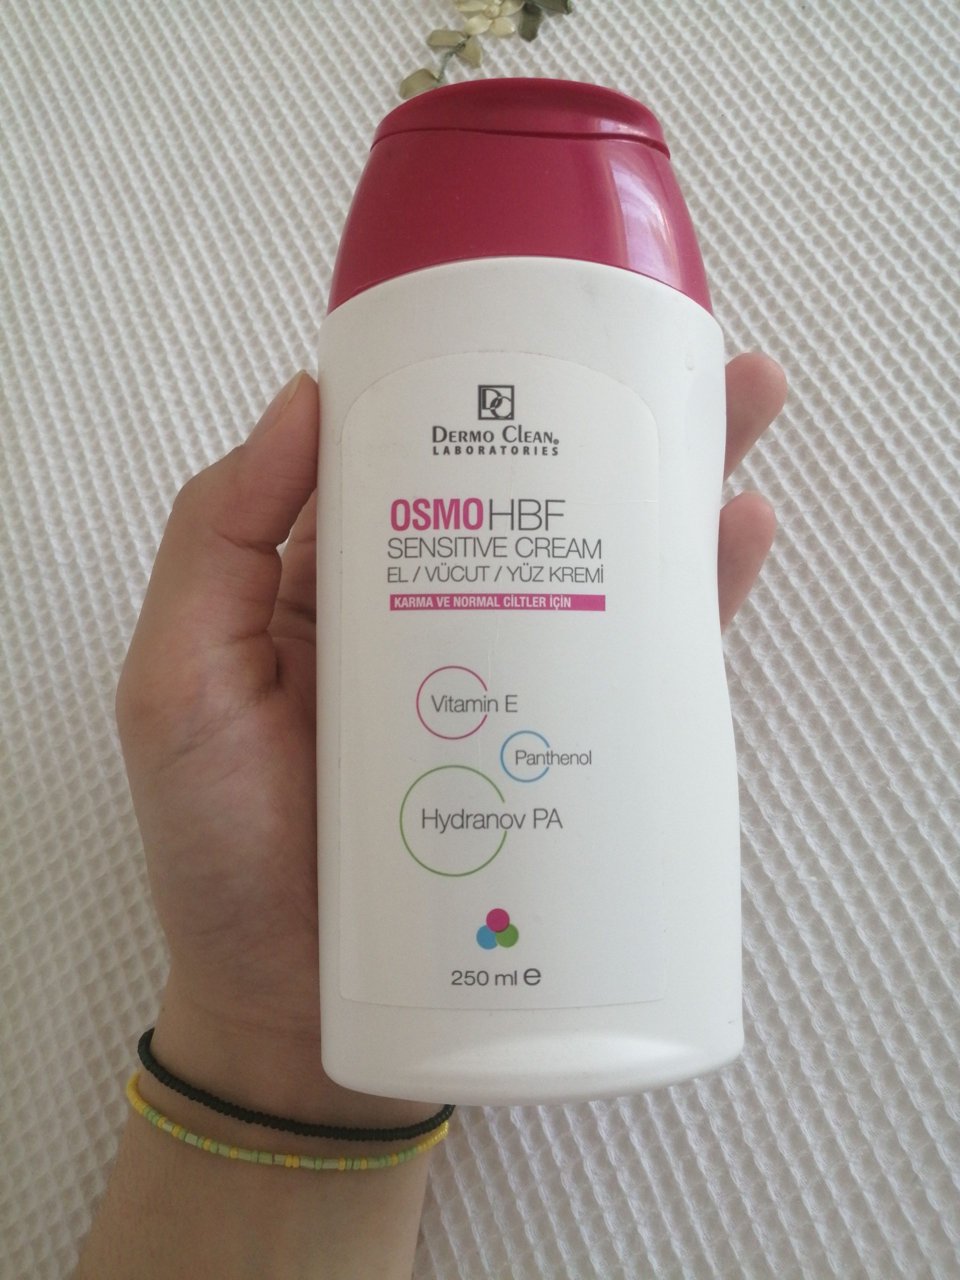 DC
DERMO CLEAN®
LABORATORIES
OSMO HBF
SENSITIVE CREAM
EL / VÜCUT / YÜZ KREMİ
KARMA VE NORMAL CİLTLER İÇİN
Vitamin E
Panthenol
Hydranov PA
250 ml e